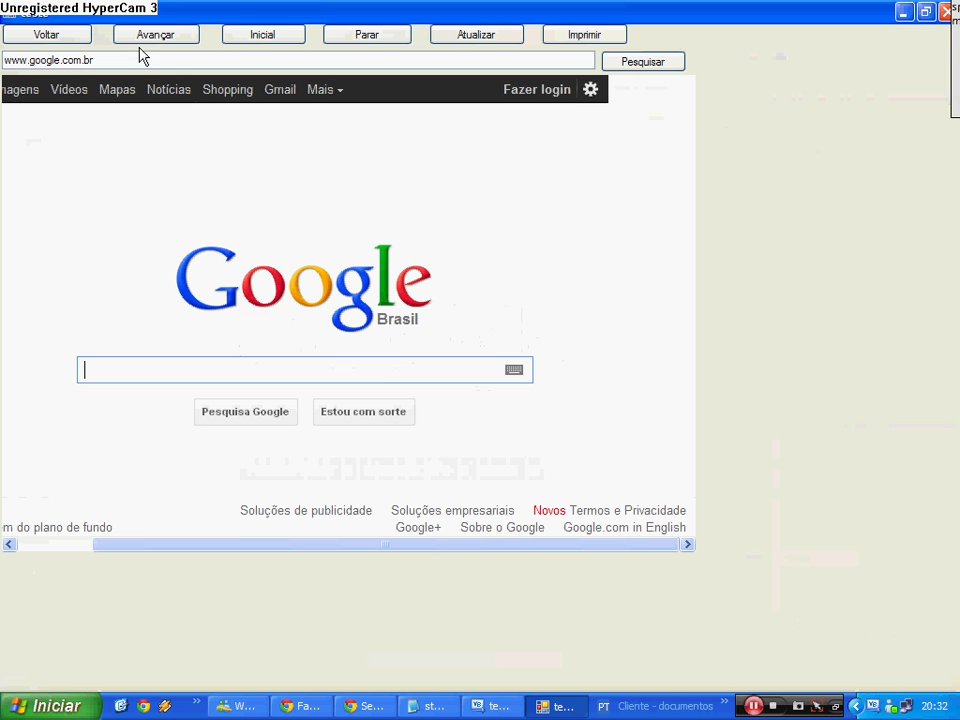 Unregistered HyperCam 3
Voltar Avançar Inicial Parar Atualizar Imprimir
www.google.com.br Pesquisar
nagens Vídeos Mapas Notícias Shopping Gmail Mais Fazer login
Google
Brasil
Pesquisa Google Estou com sorte
Soluções de publicidade Soluções empresariais Novos Termos e Privacidade
m do plano de fundo Google+ Sobre o Google Google.com in English
Iniciar W... Fa... Se... st... te... te... PT Cliente - documentos 20:32